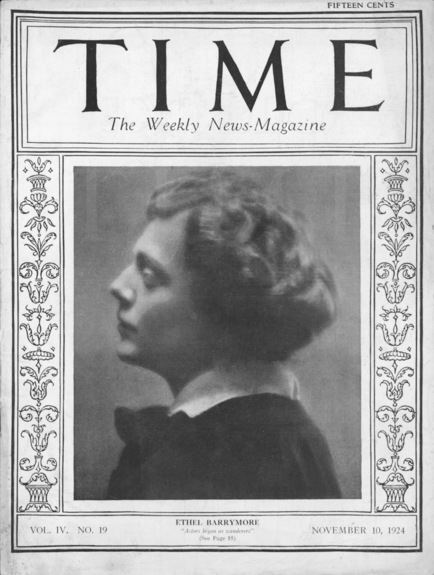 FIFTEEN CENTS
TIME
The Weekly News-Magazine
ETHEL BARRYMORE
"Actors began as wanderers"
(See Page 15)
VOL. IV. NO. 19
NOVEMBER 10, 1924